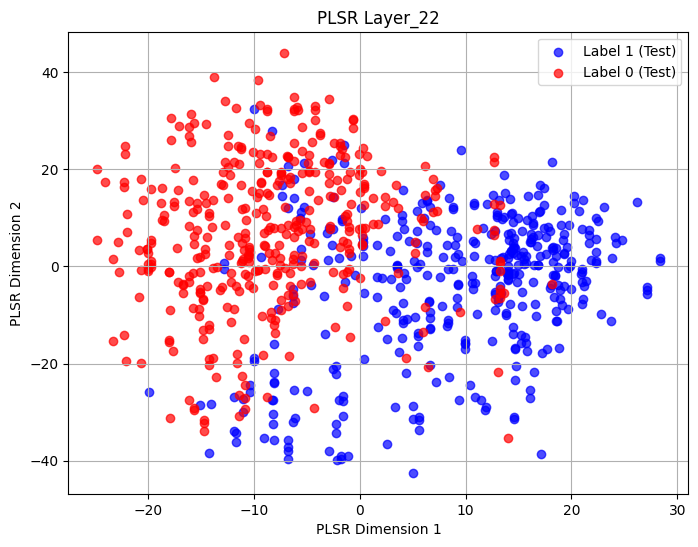 PLSR Layer_22
Label 1 (Test)
Label 0 (Test)
PLSR Dimension 2
40
20
0
−20
−40
−20
−10
0
10
20
30
PLSR Dimension 1